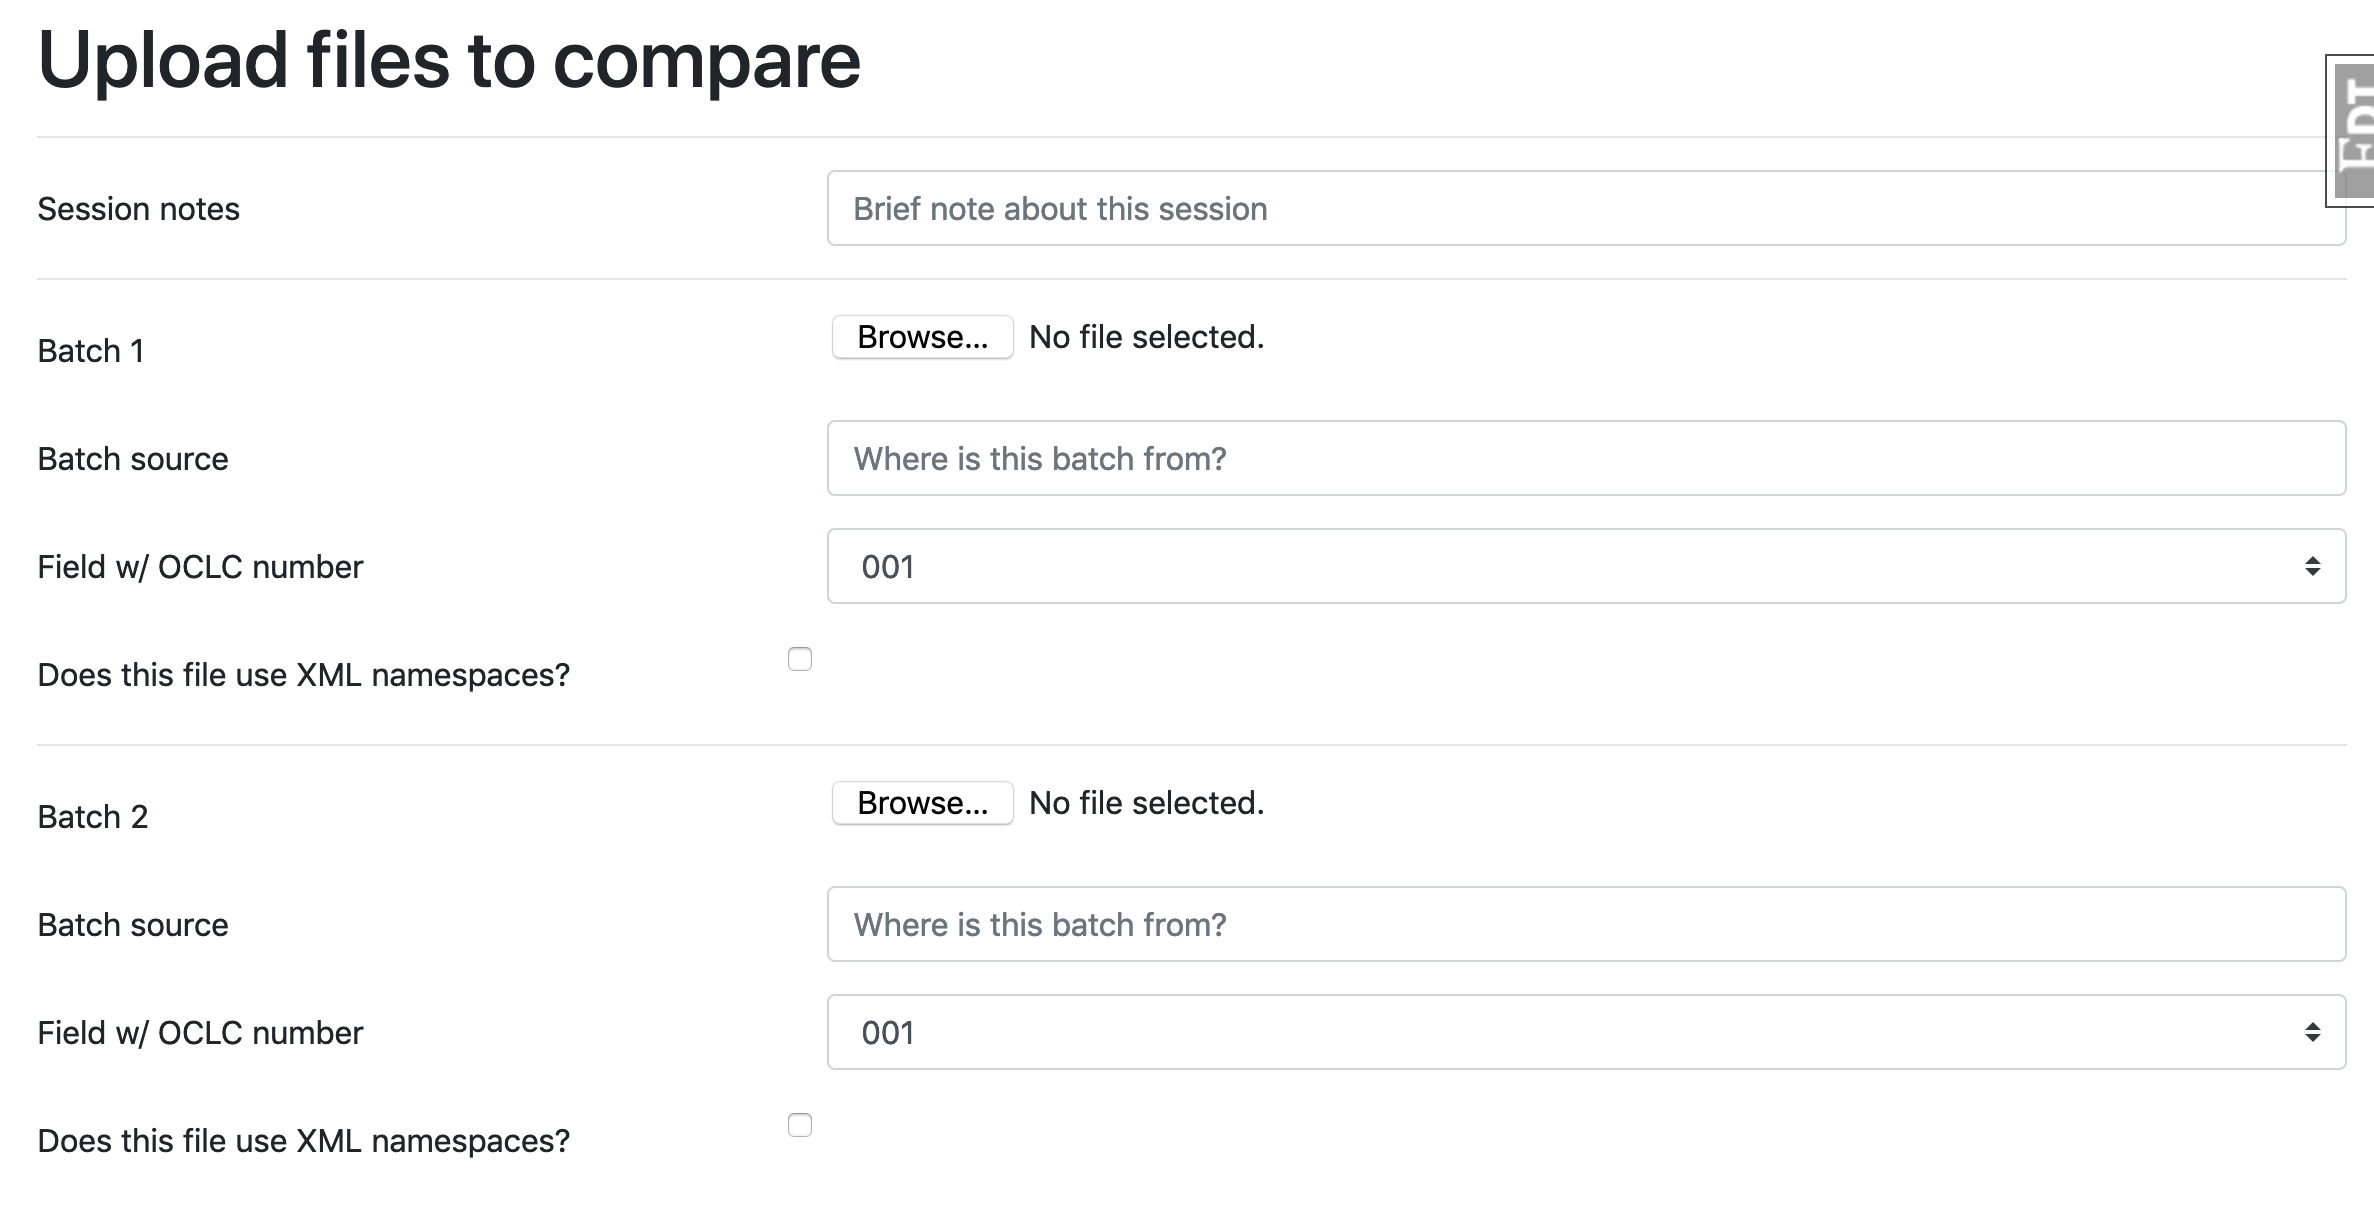 Upload files to compare
Session notes
Brief note about this session
Batch 1
Browse... No file selected.
Batch source
Where is this batch from?
Field w/ OCLC number
001
Does this file use XML namespaces?
Batch 2
Browse... No file selected.
Batch source
Where is this batch from?
Field w/ OCLC number
001
Does this file use XML namespaces?